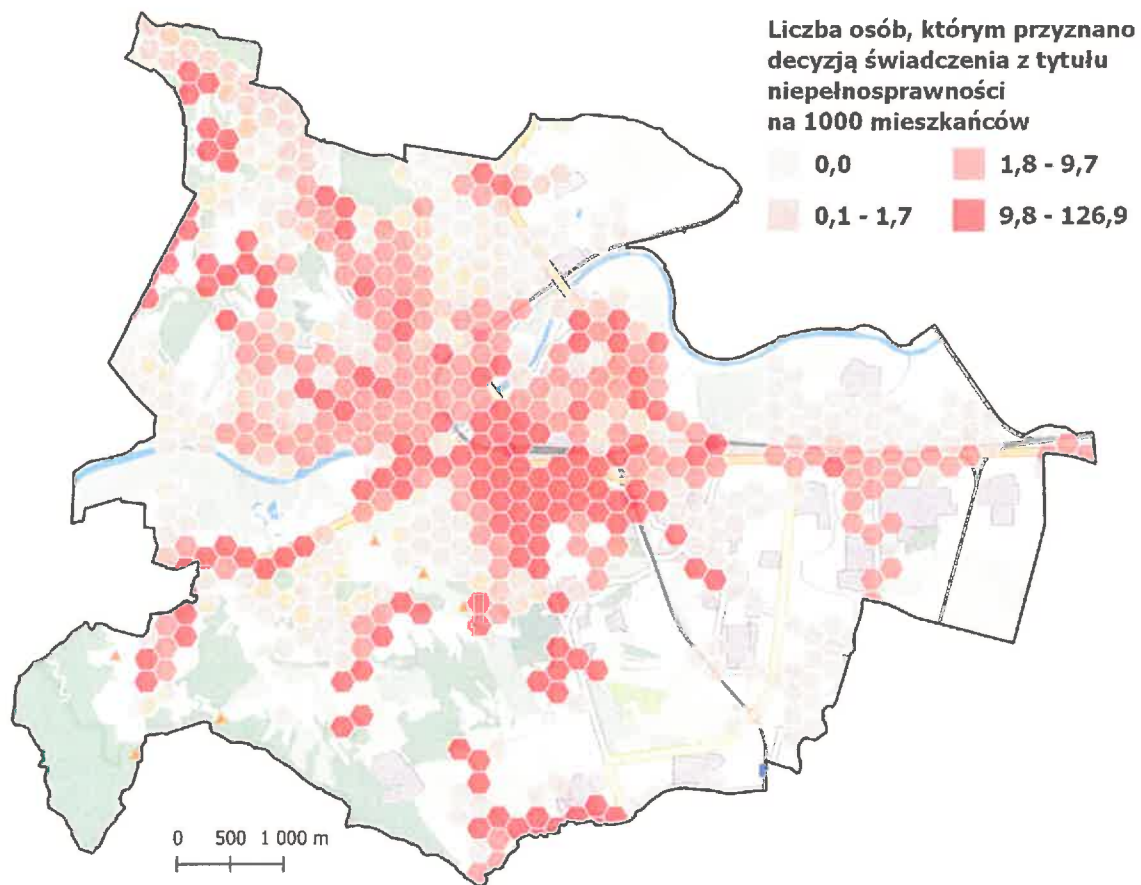 Liczba osób, którym przyznano
decyzją świadczenia z tytułu
niepełnosprawności
na 1000 mieszkańców
0,0
1,8 - 9,7
0,1 - 1,7
9,8 - 126,9
0 500 1 000 m